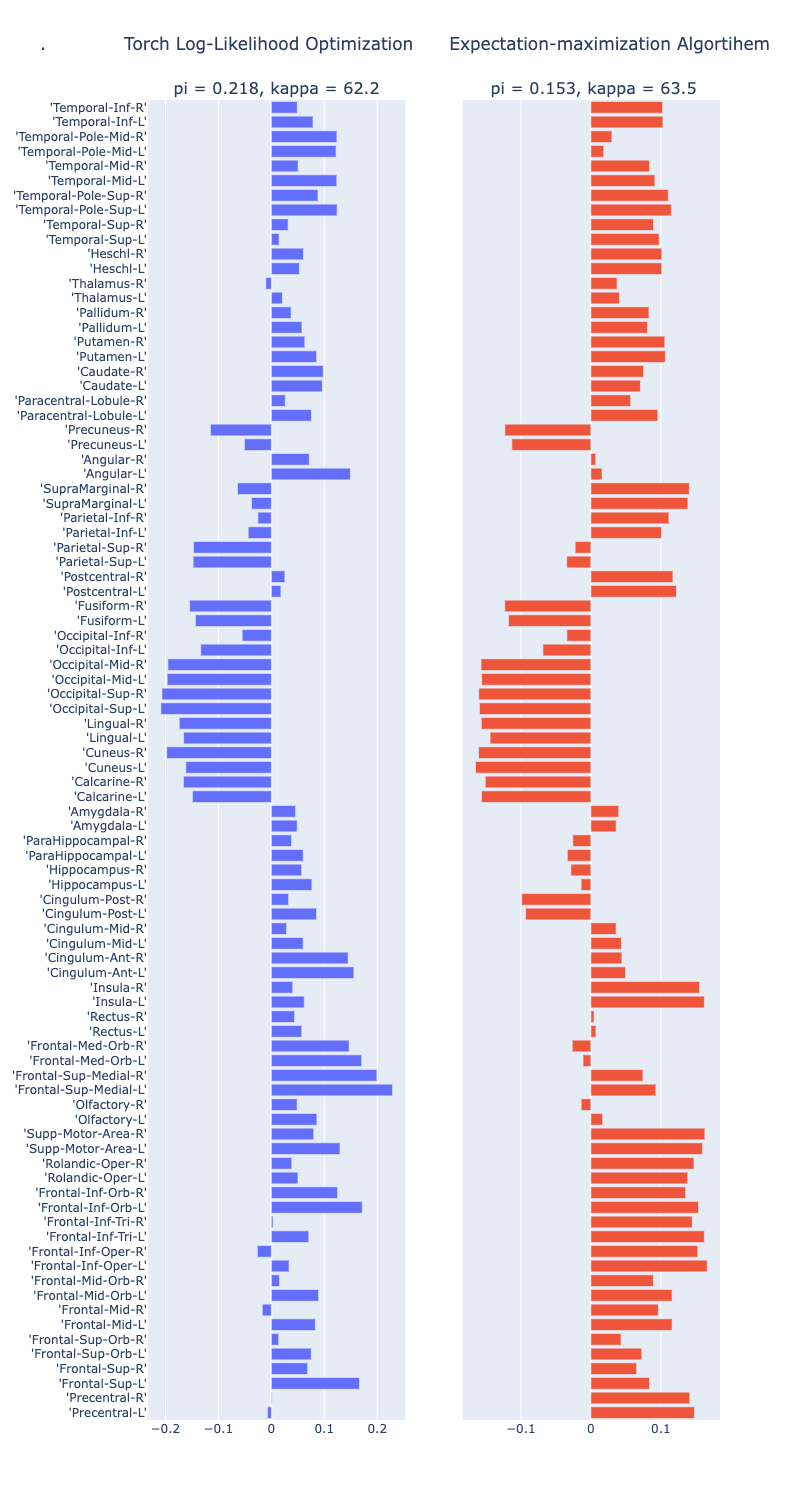 . Torch Log-Likelihood Optimization Expectation-maximization Algortihem
pi = 0.218, kappa = 62.2 pi = 0.153, kappa = 63.5
'Temporal-Inf-R'
'Temporal-Inf-L'
'Temporal-Pole-Mid-R'
'Temporal-Pole-Mid-L'
'Temporal-Mid-R'
'Temporal-Mid-L'
'Temporal-Pole-Sup-R'
'Temporal-Pole-Sup-L'
'Temporal-Sup-R'
'Temporal-Sup-L'
'Heschl-R'
'Heschl-L'
'Thalamus-R'
'Thalamus-L'
'Pallidum-R'
'Pallidum-L'
'Putamen-R'
'Putamen-L'
'Caudate-R'
'Caudate-L'
'Paracentral-Lobule-R'
'Paracentral-Lobule-L'
'Precuneus-R'
'Precuneus-L'
'Angular-R'
'Angular-L'
'SupraMarginal-R'
'SupraMarginal-L'
'Parietal-Inf-R'
'Parietal-Inf-L'
'Parietal-Sup-R'
'Parietal-Sup-L'
'Postcentral-R'
'Postcentral-L'
'Fusiform-R'
'Fusiform-L'
'Occipital-Inf-R'
'Occipital-Inf-L'
'Occipital-Mid-R'
'Occipital-Mid-L'
'Occipital-Sup-R'
'Occipital-Sup-L'
'Lingual-R'
'Lingual-L'
'Cuneus-R'
'Cuneus-L'
'Calcarine-R'
'Calcarine-L'
'Amygdala-R'
'Amygdala-L'
'ParaHippocampal-R'
'ParaHippocampal-L'
'Hippocampus-R'
'Hippocampus-L'
'Cingulum-Post-R'
'Cingulum-Post-L'
'Cingulum-Mid-R'
'Cingulum-Mid-L'
'Cingulum-Ant-R'
'Cingulum-Ant-L'
'Insula-R'
'Insula-L'
'Rectus-R'
'Rectus-L'
'Frontal-Med-Orb-R'
'Frontal-Med-Orb-L'
'Frontal-Sup-Medial-R'
'Frontal-Sup-Medial-L'
'Olfactory-R'
'Olfactory-L'
'Supp-Motor-Area-R'
'Supp-Motor-Area-L'
'Rolandic-Oper-R'
'Rolandic-Oper-L'
'Frontal-Inf-Orb-R'
'Frontal-Inf-Orb-L'
'Frontal-Inf-Tri-R'
'Frontal-Inf-Tri-L'
'Frontal-Inf-Oper-R'
'Frontal-Inf-Oper-L'
'Frontal-Mid-Orb-R'
'Frontal-Mid-Orb-L'
'Frontal-Mid-R'
'Frontal-Mid-L'
'Frontal-Sup-Orb-R'
'Frontal-Sup-Orb-L'
'Frontal-Sup-R'
'Frontal-Sup-L'
'Precentral-R'
'Precentral-L'
−0.2 −0.1 0 0.1 0.2 −0.1 0 0.1